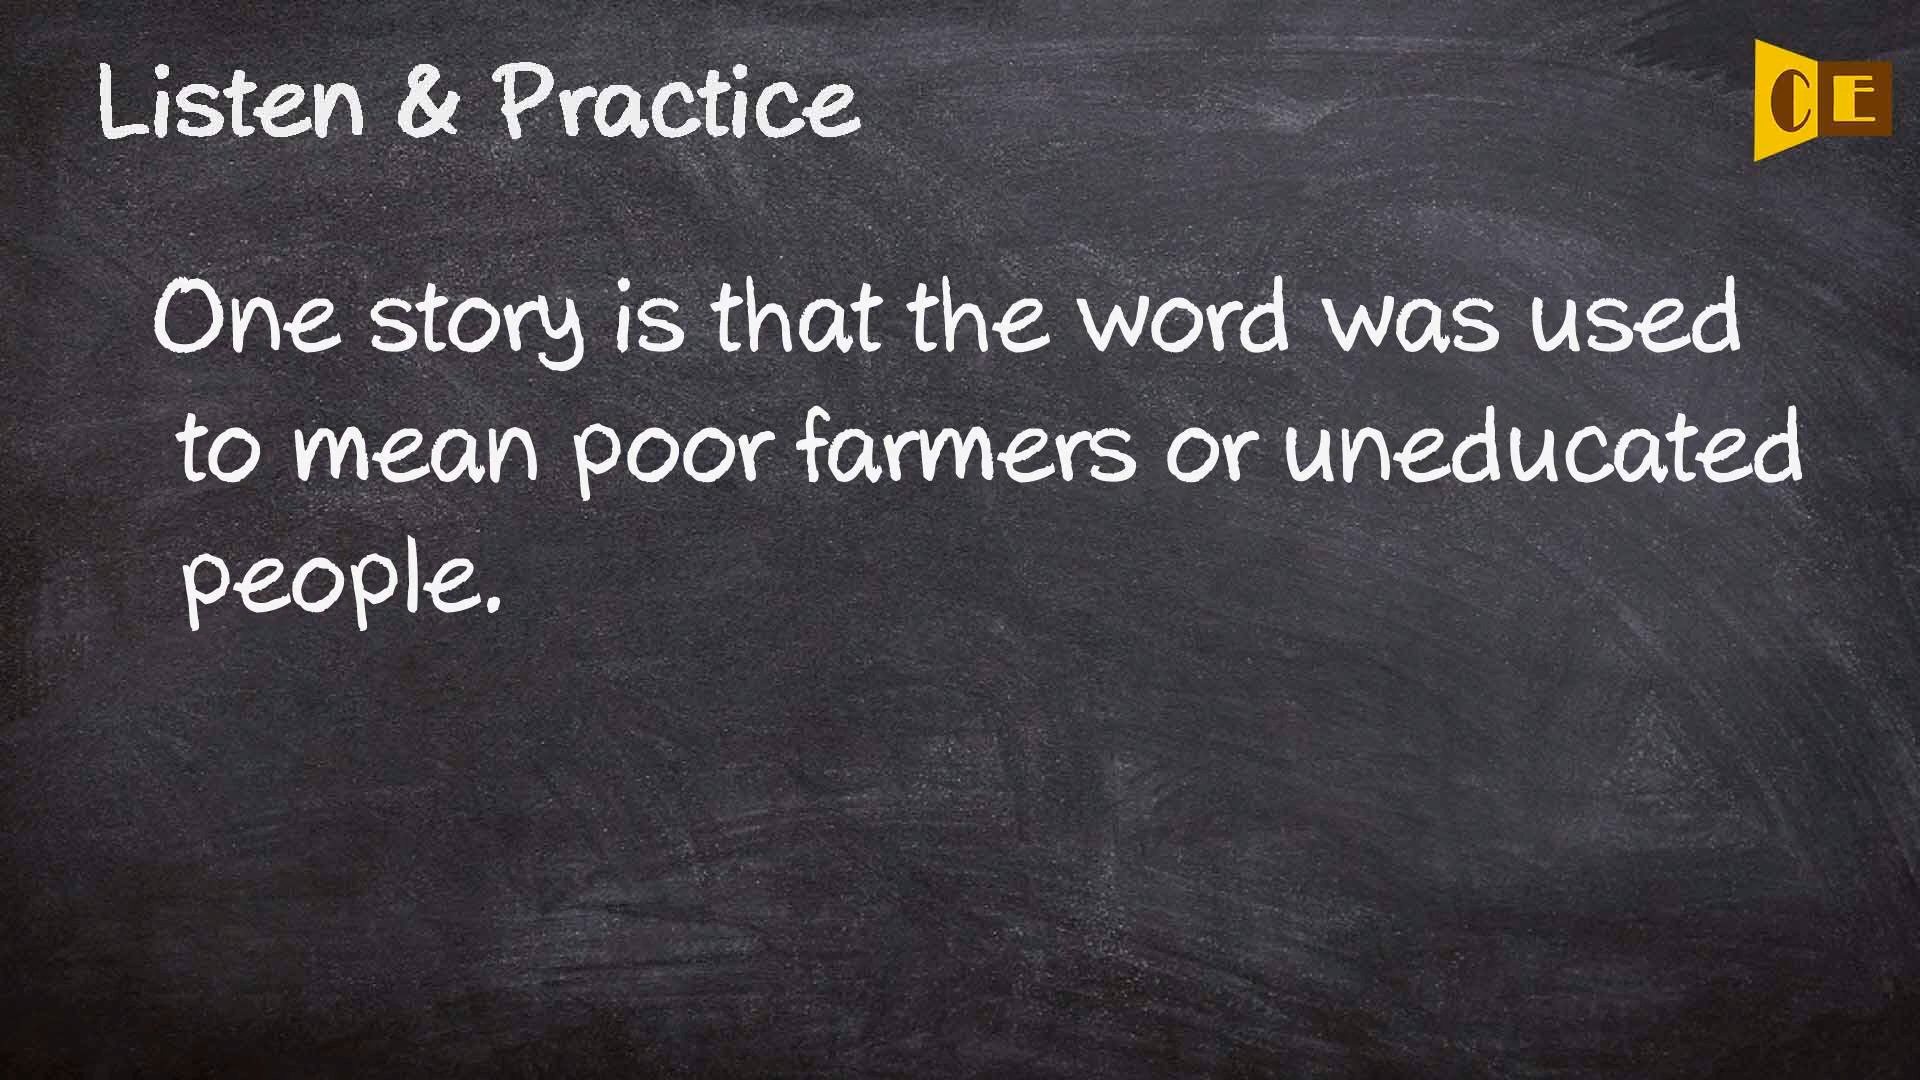 Listen & Practice
CE
One story is that the word was used
to mean poor farmers or uneducated
people.